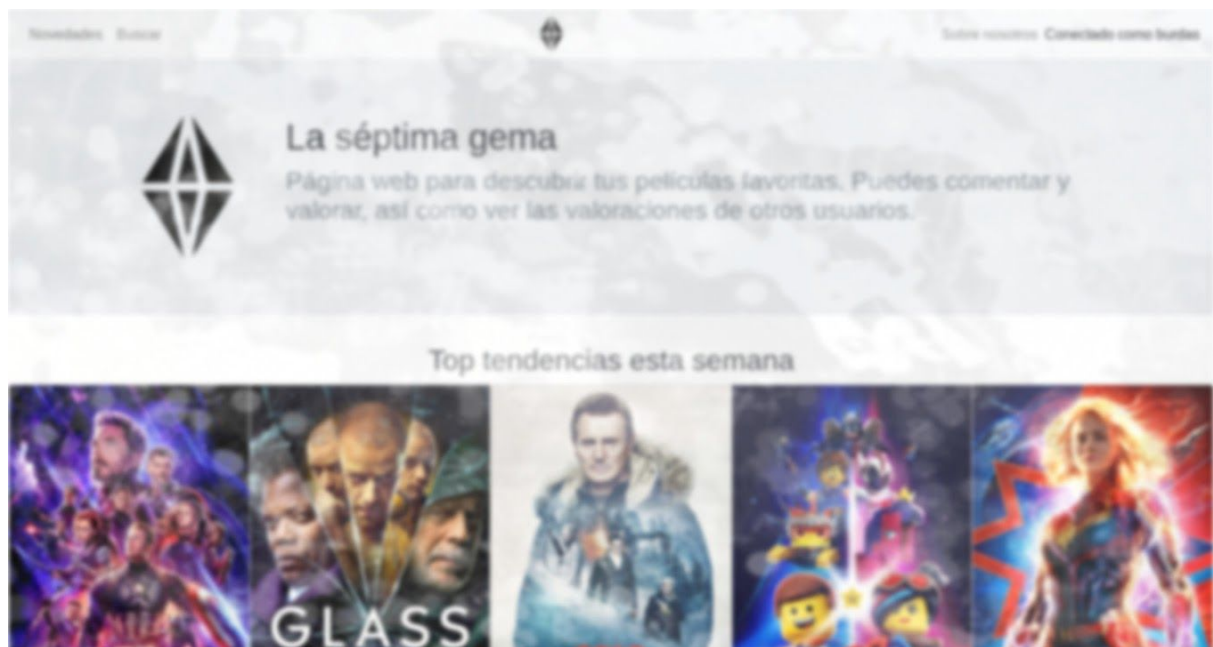 Novedades Buscar
Sobre nosotros Conectado como burdas
La séptima gema
Página web para descubrir tus películas favoritas. Puedes comentar y
valorar, así como ver las valoraciones de otros usuarios.
Top tendencias esta semana
GLASS